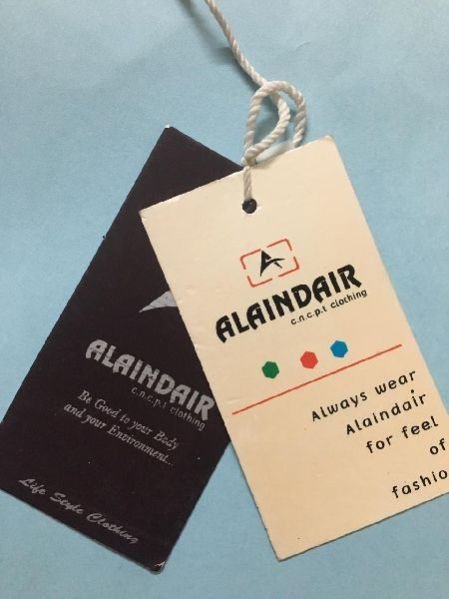 ALAINDAIR
c.n.c.p.t clothing
Be Good to your Body
and your Environment...
Life Style Clothing
ALAINDAIR
c.n.c.p.t clothing
Always wear
Alaindair
for feel
of
fashio